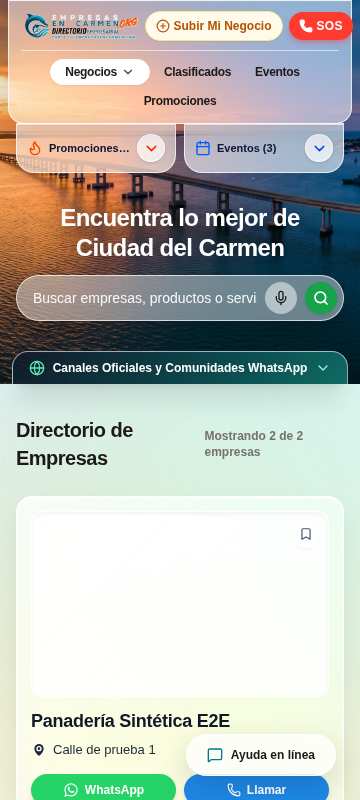 EMPRESAS
EN CARMEN.ORG
DIRECTORIO EMPRESARIAL
Subir Mi Negocio
SOS
Negocios
Clasificados
Eventos
Promociones
Promociones…
Eventos (3)
Encuentra lo mejor de
Ciudad del Carmen
Buscar empresas, productos o servi
Canales Oficiales y Comunidades WhatsApp
Directorio de
Empresas
Mostrando 2 de 2
empresas
Panadería Sintética E2E
Calle de prueba 1
Ayuda en línea
WhatsApp
Llamar